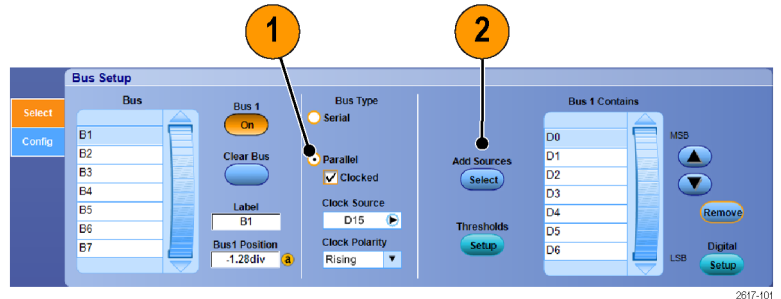 1
2
Bus Setup
Select
Config
Bus
B1
B2
B3
B4
B5
B6
B7
Bus 1
On
Clear Bus
Label
B1
Bus1 Position
-1.28div
a
Bus Type
Serial
Parallel
Clocked
Clock Source
D15
Clock Polarity
Rising
Add Sources
Select
Thresholds
Setup
Bus 1 Contains
D0
D1
D2
D3
D4
D5
D6
MSB
Remove
LSB
Digital
Setup
2617-101